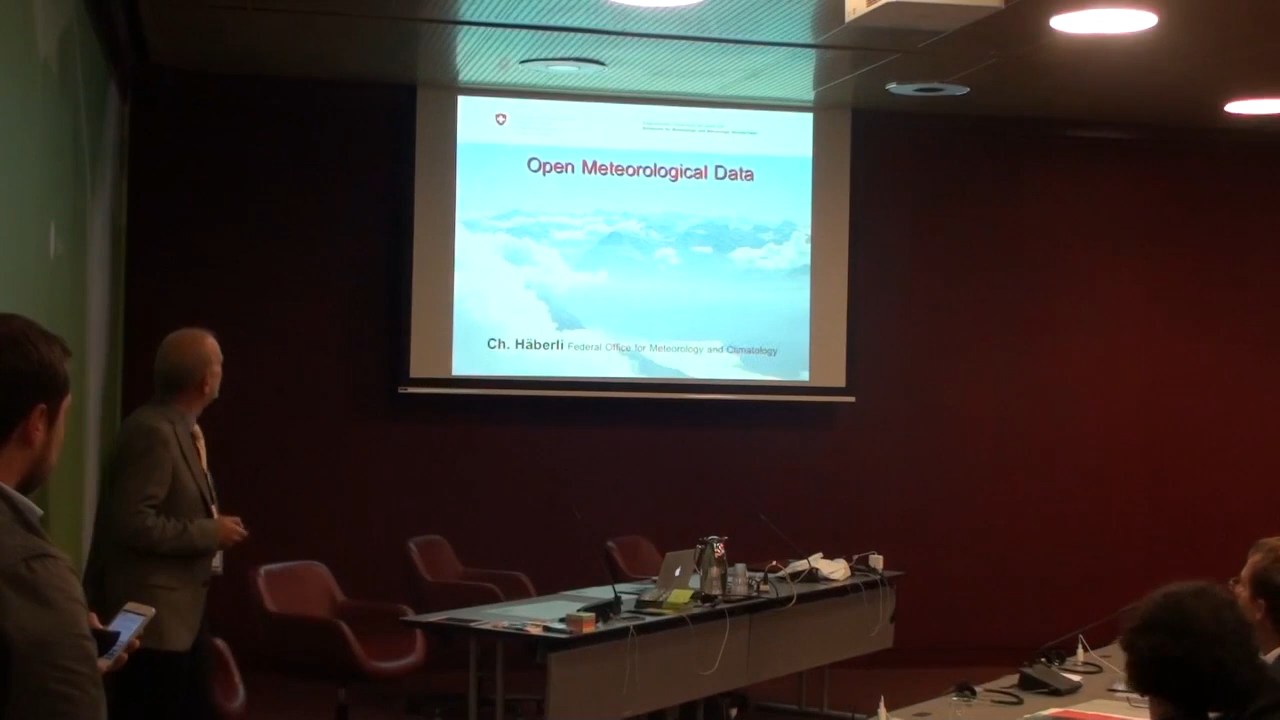 Open Meteorological Data
Ch. Häberli Federal Office for Meteorology and Climatology